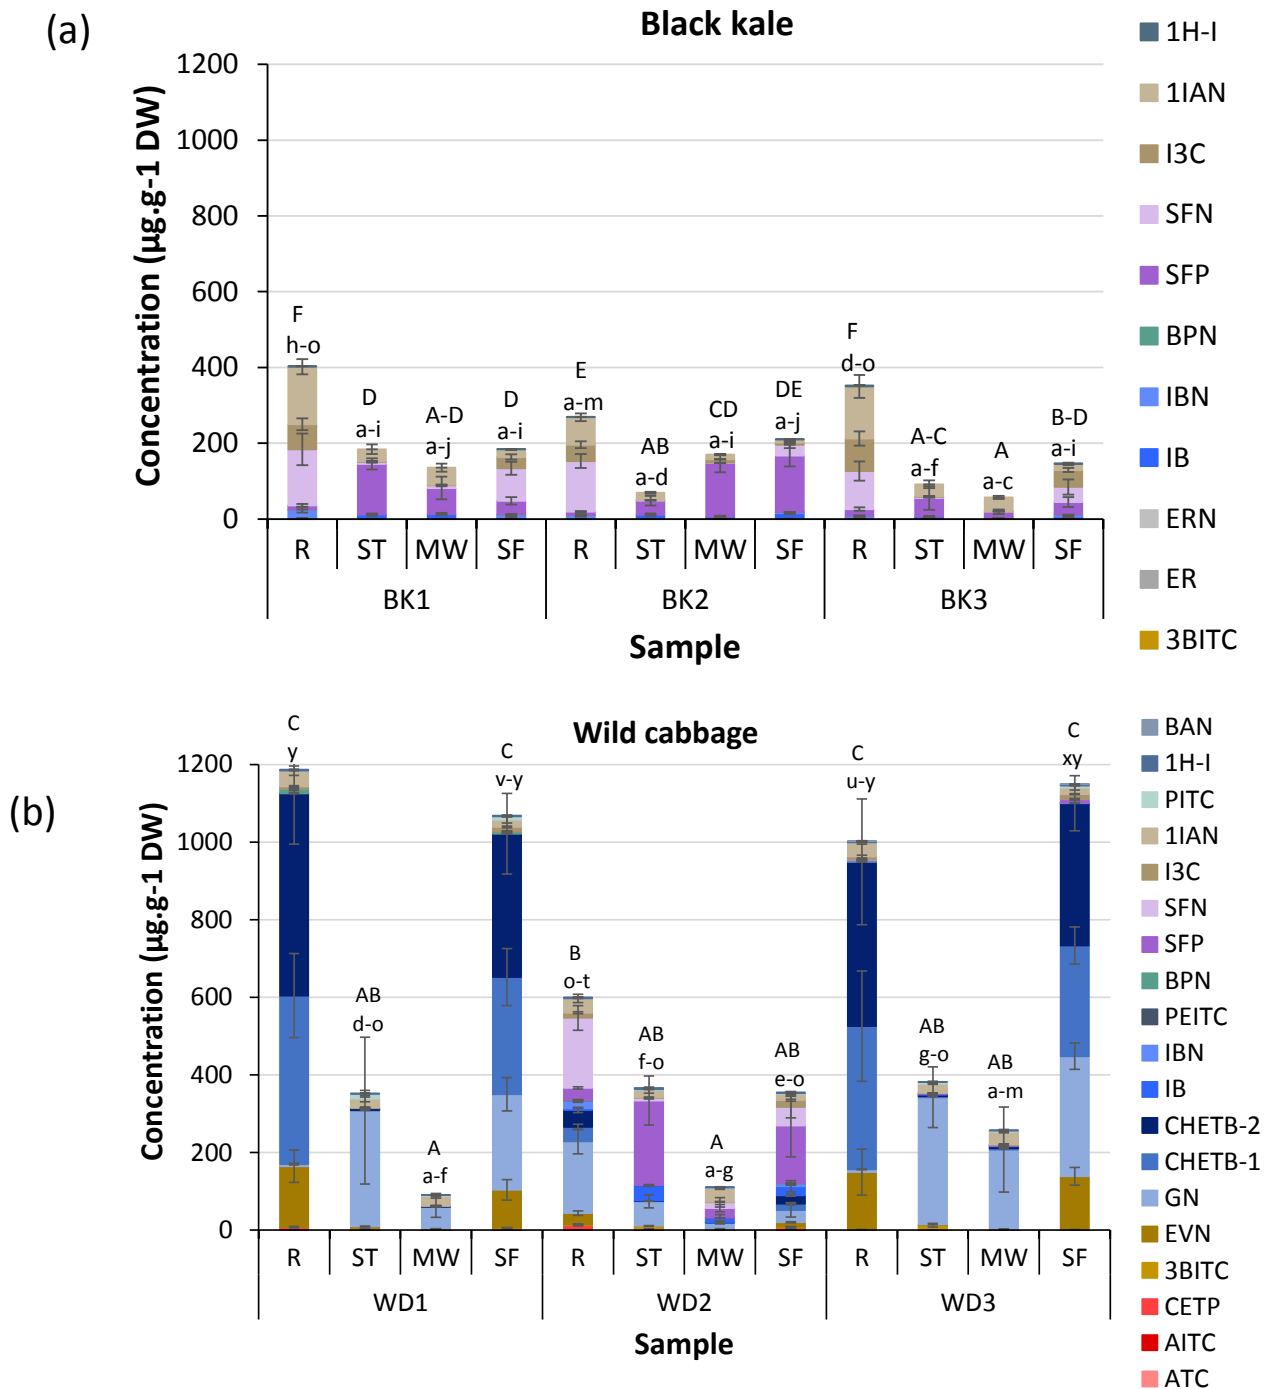 (a)
Black kale
Concentration (µg.g-1 DW)
1200
1000
800
600
400
200
0
F
h-o
D
a-i
A-D
a-j
D
a-i
E
a-m
AB
a-d
CD
a-i
DE
a-j
F
d-o
A-C
a-f
A
a-c
B-D
a-i
R ST MW SF R ST MW SF R ST MW SF
BK1 BK2 BK3
Sample
1H-I
1IAN
I3C
SFN
SFP
BPN
IBN
IB
ERN
ER
3BITC
(b)
Wild cabbage
Concentration (µg.g-1 DW)
1200
1000
800
600
400
200
0
C
y
AB
d-o
A
a-f
C
v-y
B
o-t
AB
f-o
A
a-g
AB
e-o
C
u-y
AB
g-o
AB
a-m
C
xy
R ST MW SF R ST MW SF R ST MW SF
WD1 WD2 WD3
Sample
BAN
1H-I
PITC
1IAN
I3C
SFN
SFP
BPN
PEITC
IBN
IB
CHETB-2
CHETB-1
GN
EVN
3BITC
CETP
AITC
ATC